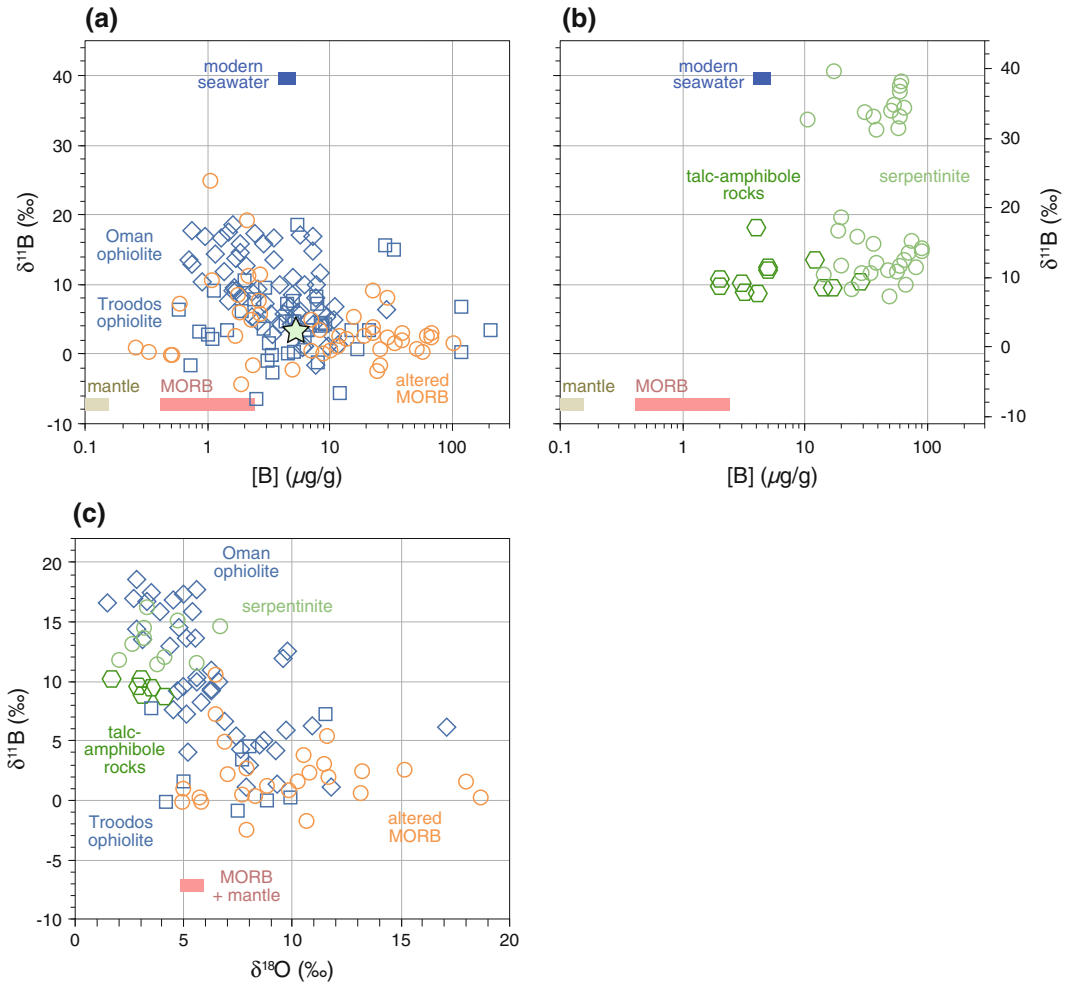 (a)
modern
seawater
Oman
ophiolite
Troodos
ophiolite
mantle
MORB
altered
MORB
40
30
20
10
0
-10
δ¹¹B (‰)
0.1
1
10
100
[B] (µg/g)
(b)
modern
seawater
talc-amphibole
rocks
serpentinite
mantle
MORB
40
30
20
10
0
-10
δ¹¹B (‰)
0.1
1
10
100
[B] (µg/g)
(c)
Oman
ophiolite
serpentinite
talc-
amphibole
rocks
Troodos
ophiolite
altered
MORB
MORB
+ mantle
20
15
10
5
0
-5
-10
δ¹¹B (‰)
0
5
10
15
20
δ¹⁸O (‰)